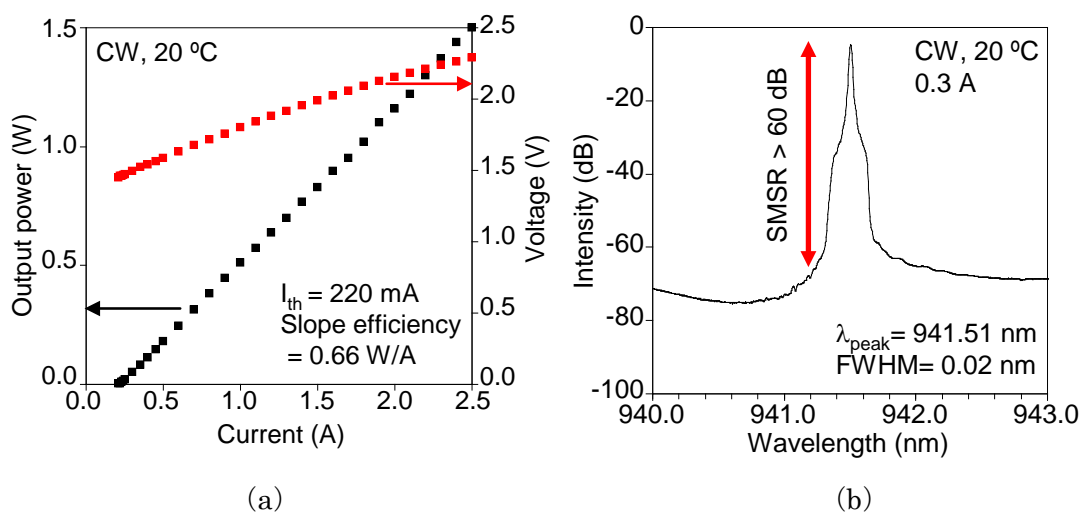 CW, 20 ºC
1.5
1.0
0.5
0.0
Output power (W)
2.5
2.0
1.5
1.0
0.5
0.0
Voltage (V)
I_th = 220 mA
Slope efficiency
= 0.66 W/A
0.0 0.5 1.0 1.5 2.0 2.5
Current (A)
(a)
0
-20
-40
-60
-80
-100
Intensity (dB)
SMSR > 60 dB
CW, 20 ºC
0.3 A
λ_peak= 941.51 nm
FWHM= 0.02 nm
940.0 941.0 942.0 943.0
Wavelength (nm)
(b)